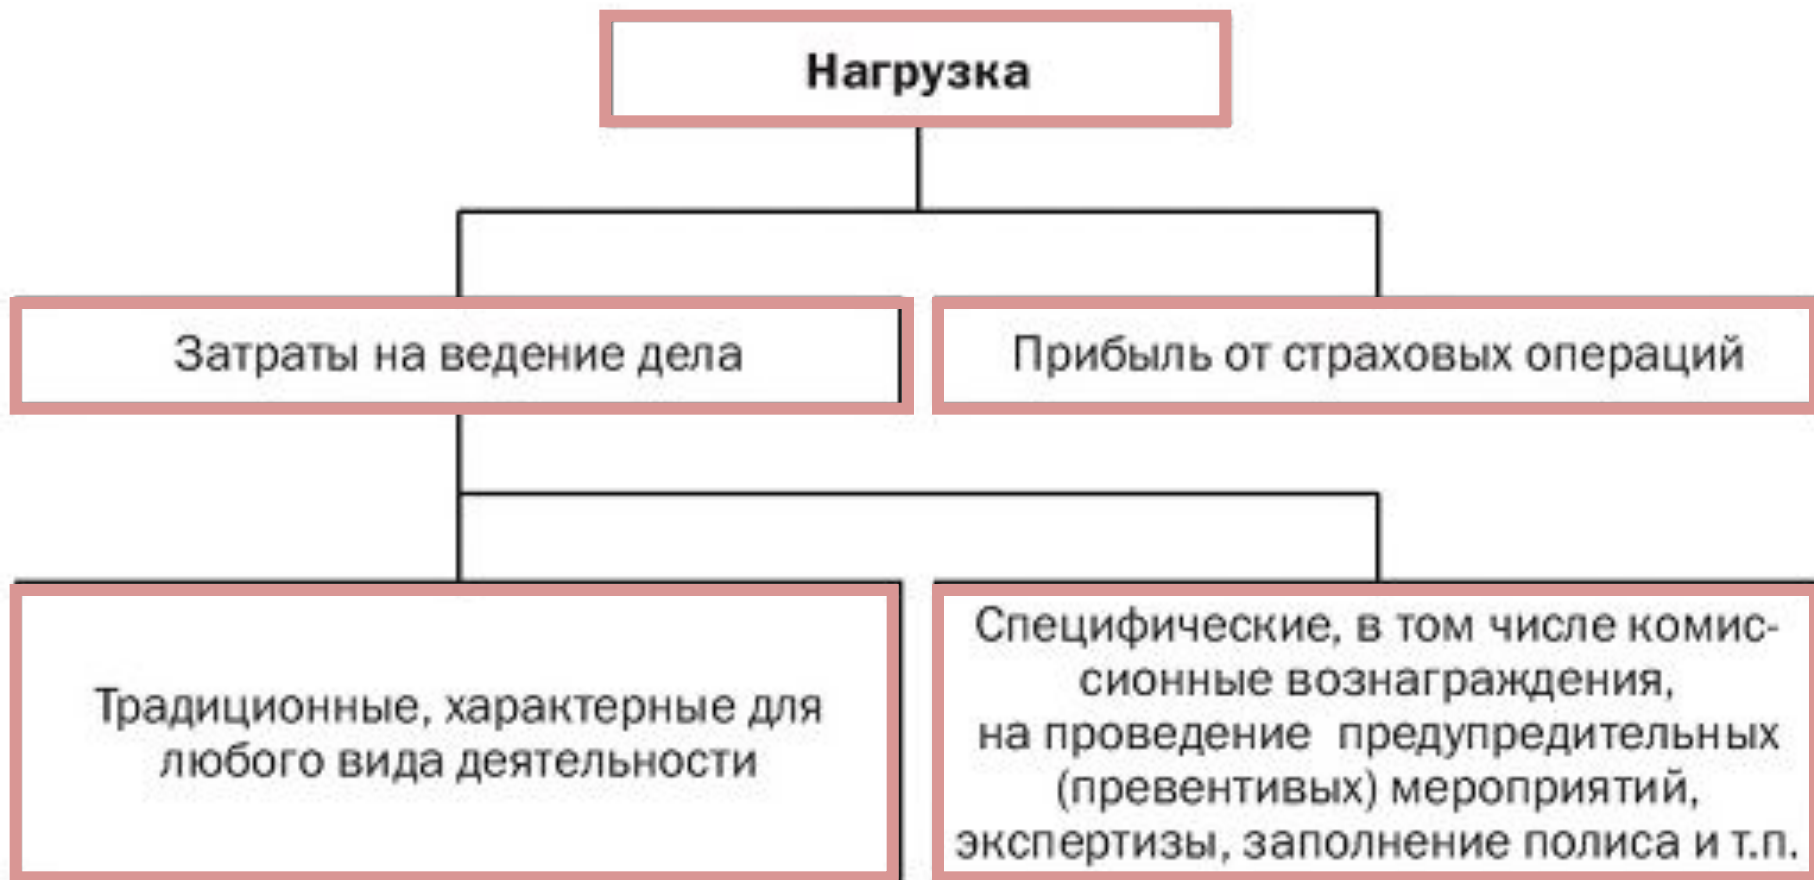 Нагрузка
Затраты на ведение дела
Прибыль от страховых операций
Традиционные, характерные для
любого вида деятельности
Специфические, в том числе комис-
сионные вознаграждения,
на проведение предупредительных
(превентивых) мероприятий,
экспертизы, заполнение полиса и т.п.